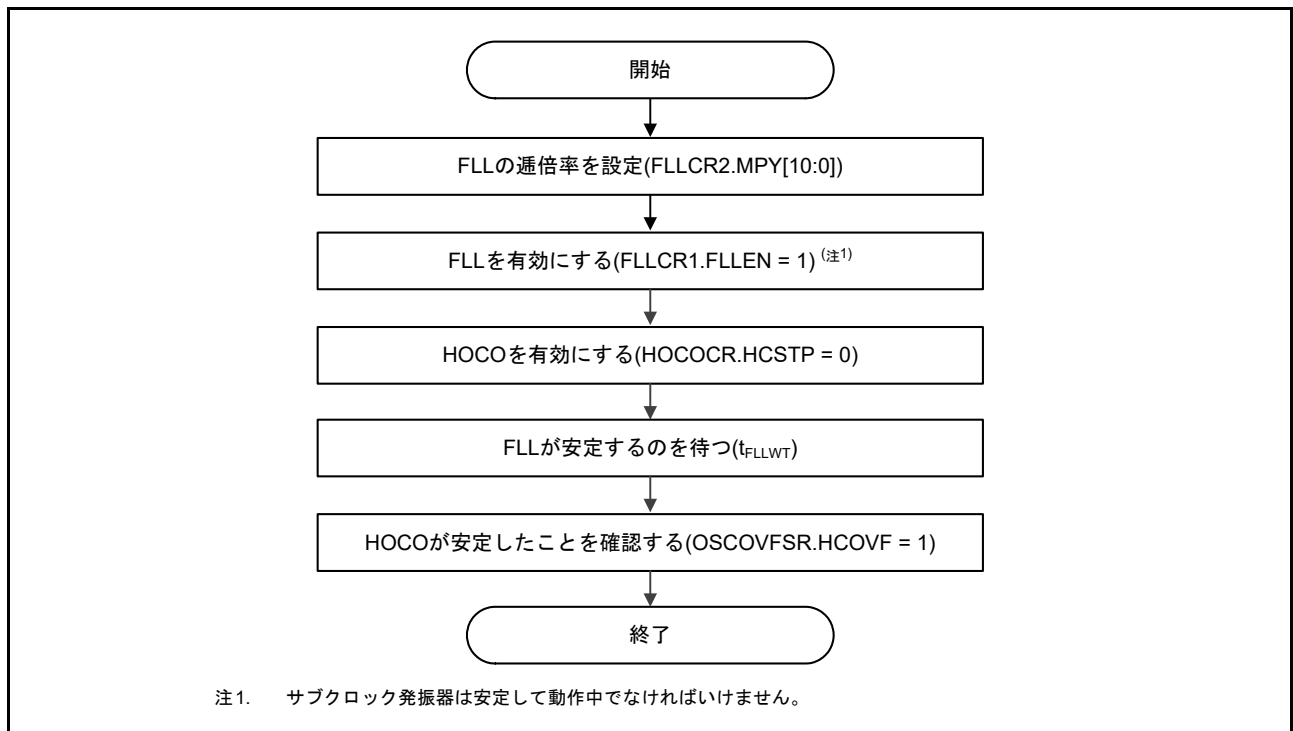 開始
FLLの逓倍率を設定(FLLCR2.MPY[10:0])
FLLを有効にする(FLLCR1.FLLEN = 1) (注1)
HOCOを有効にする(HOCOCR.HCSTP = 0)
FLLが安定するのを待つ(tFLLWT)
HOCOが安定したことを確認する(OSCOVFSR.HCOVF = 1)
終了
注1. サブクロック発振器は安定して動作中でなければいけません。